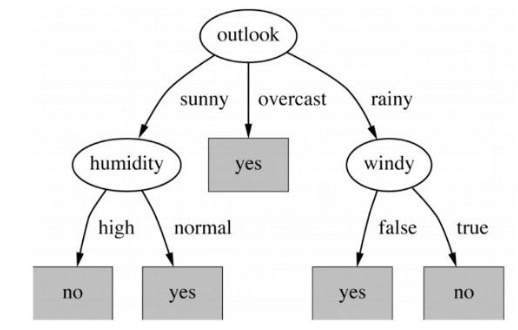 outlook
sunny overcast rainy
humidity yes windy
high normal false true
no yes yes no